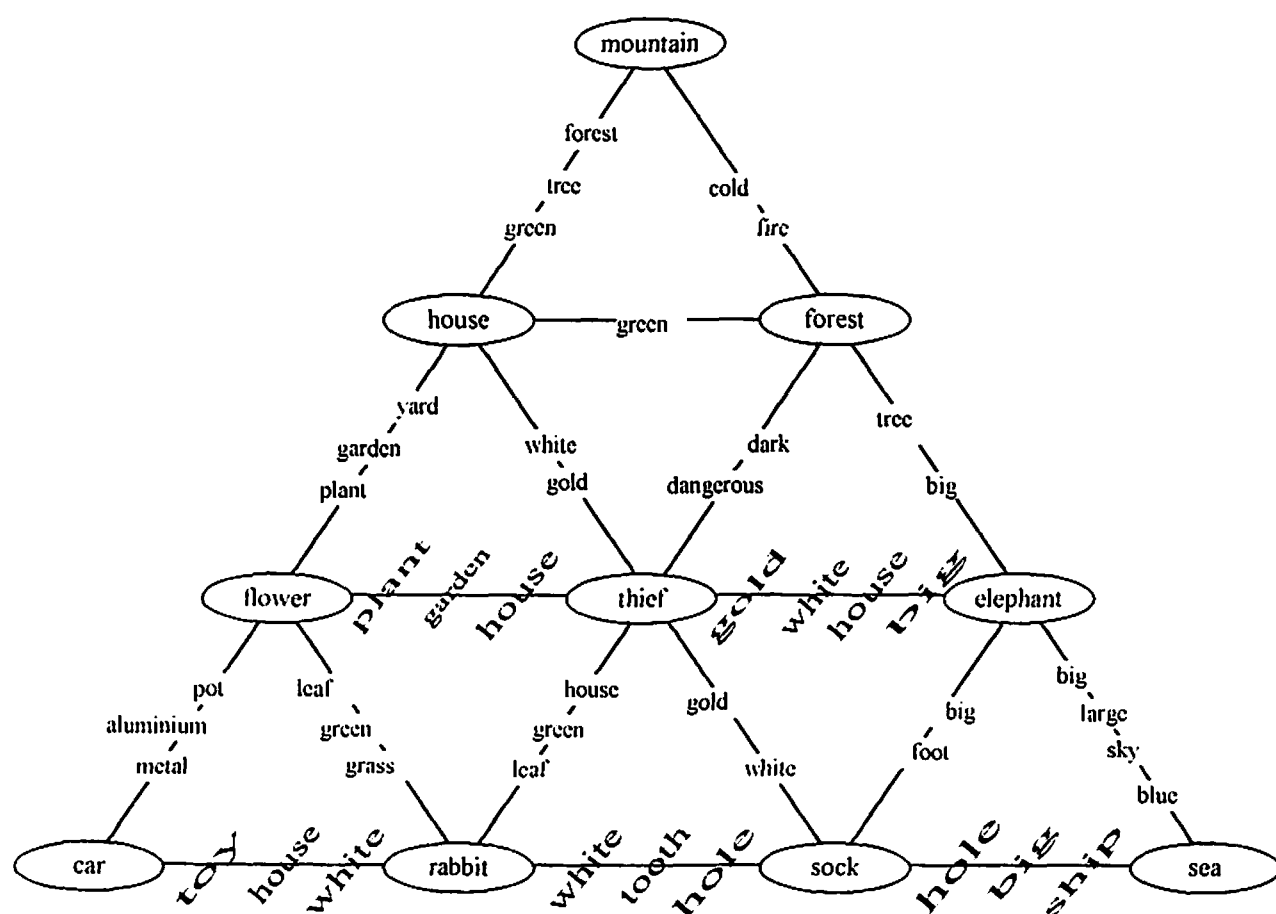 mountain
forest
tree
cold
green
fire
house
green
forest
yard
tree
garden
white
dark
plant
gold
dangerous
big
flower
plant
garden
house
thief
gold
white
house
big
elephant
pot
leaf
house
gold
big
big
aluminium
green
green
foot
large
metal
grass
leaf
white
sky
blue
car
toy
house
white
rabbit
white
tooth
hole
sock
hole
big
ship
sea